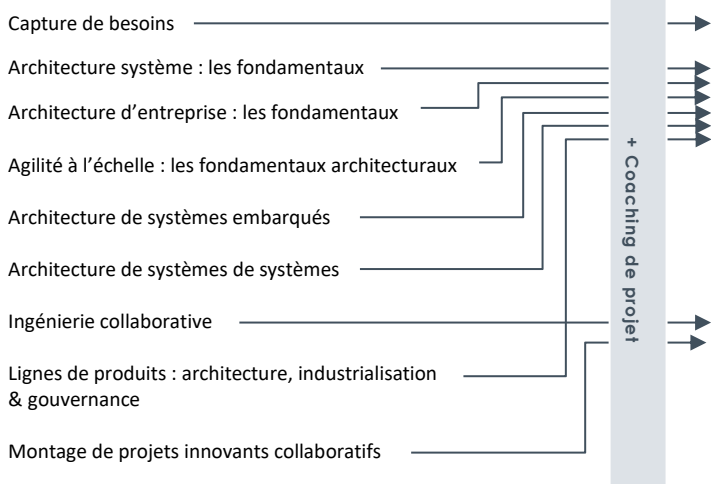 Capture de besoins
Architecture système : les fondamentaux
Architecture d’entreprise : les fondamentaux
Agilité à l’échelle : les fondamentaux architecturaux
Architecture de systèmes embarqués
Architecture de systèmes de systèmes
Ingénierie collaborative
Lignes de produits : architecture, industrialisation
& gouvernance
Montage de projets innovants collaboratifs
+ Coaching de projet